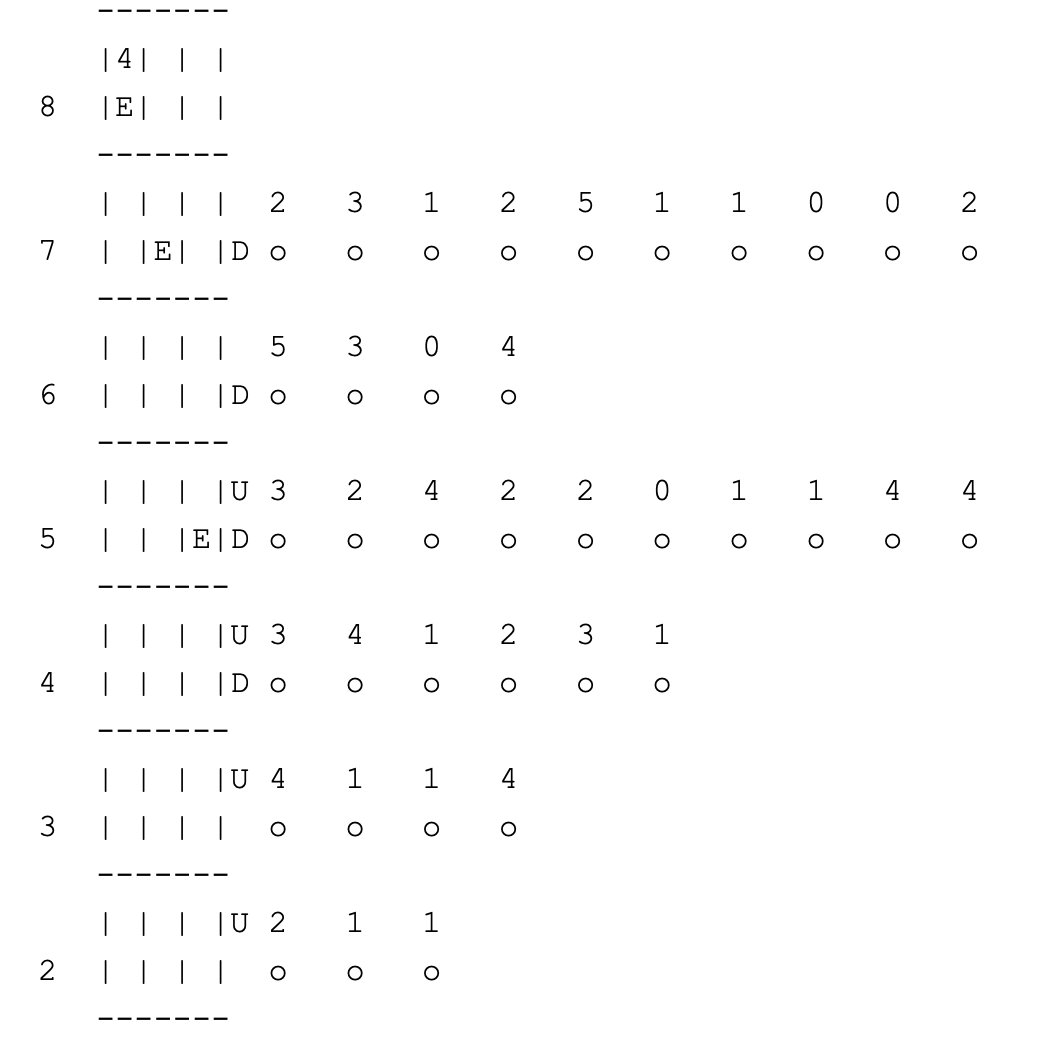 -------
   |4| | |
8  |E| | |
   -------
   | | | |  2   3   1   2   5   1   1   0   0   2
7  | |E| |D o   o   o   o   o   o   o   o   o   o
   -------
   | | | |  5   3   0   4
6  | | | |D o   o   o   o
   -------
   | | | |U 3   2   4   2   2   0   1   1   4   4
5  | | |E|D o   o   o   o   o   o   o   o   o   o
   -------
   | | | |U 3   4   1   2   3   1
4  | | | |D o   o   o   o   o   o
   -------
   | | | |U 4   1   1   4
3  | | | |  o   o   o   o
   -------
   | | | |U 2   1   1
2  | | | |  o   o   o
   -------